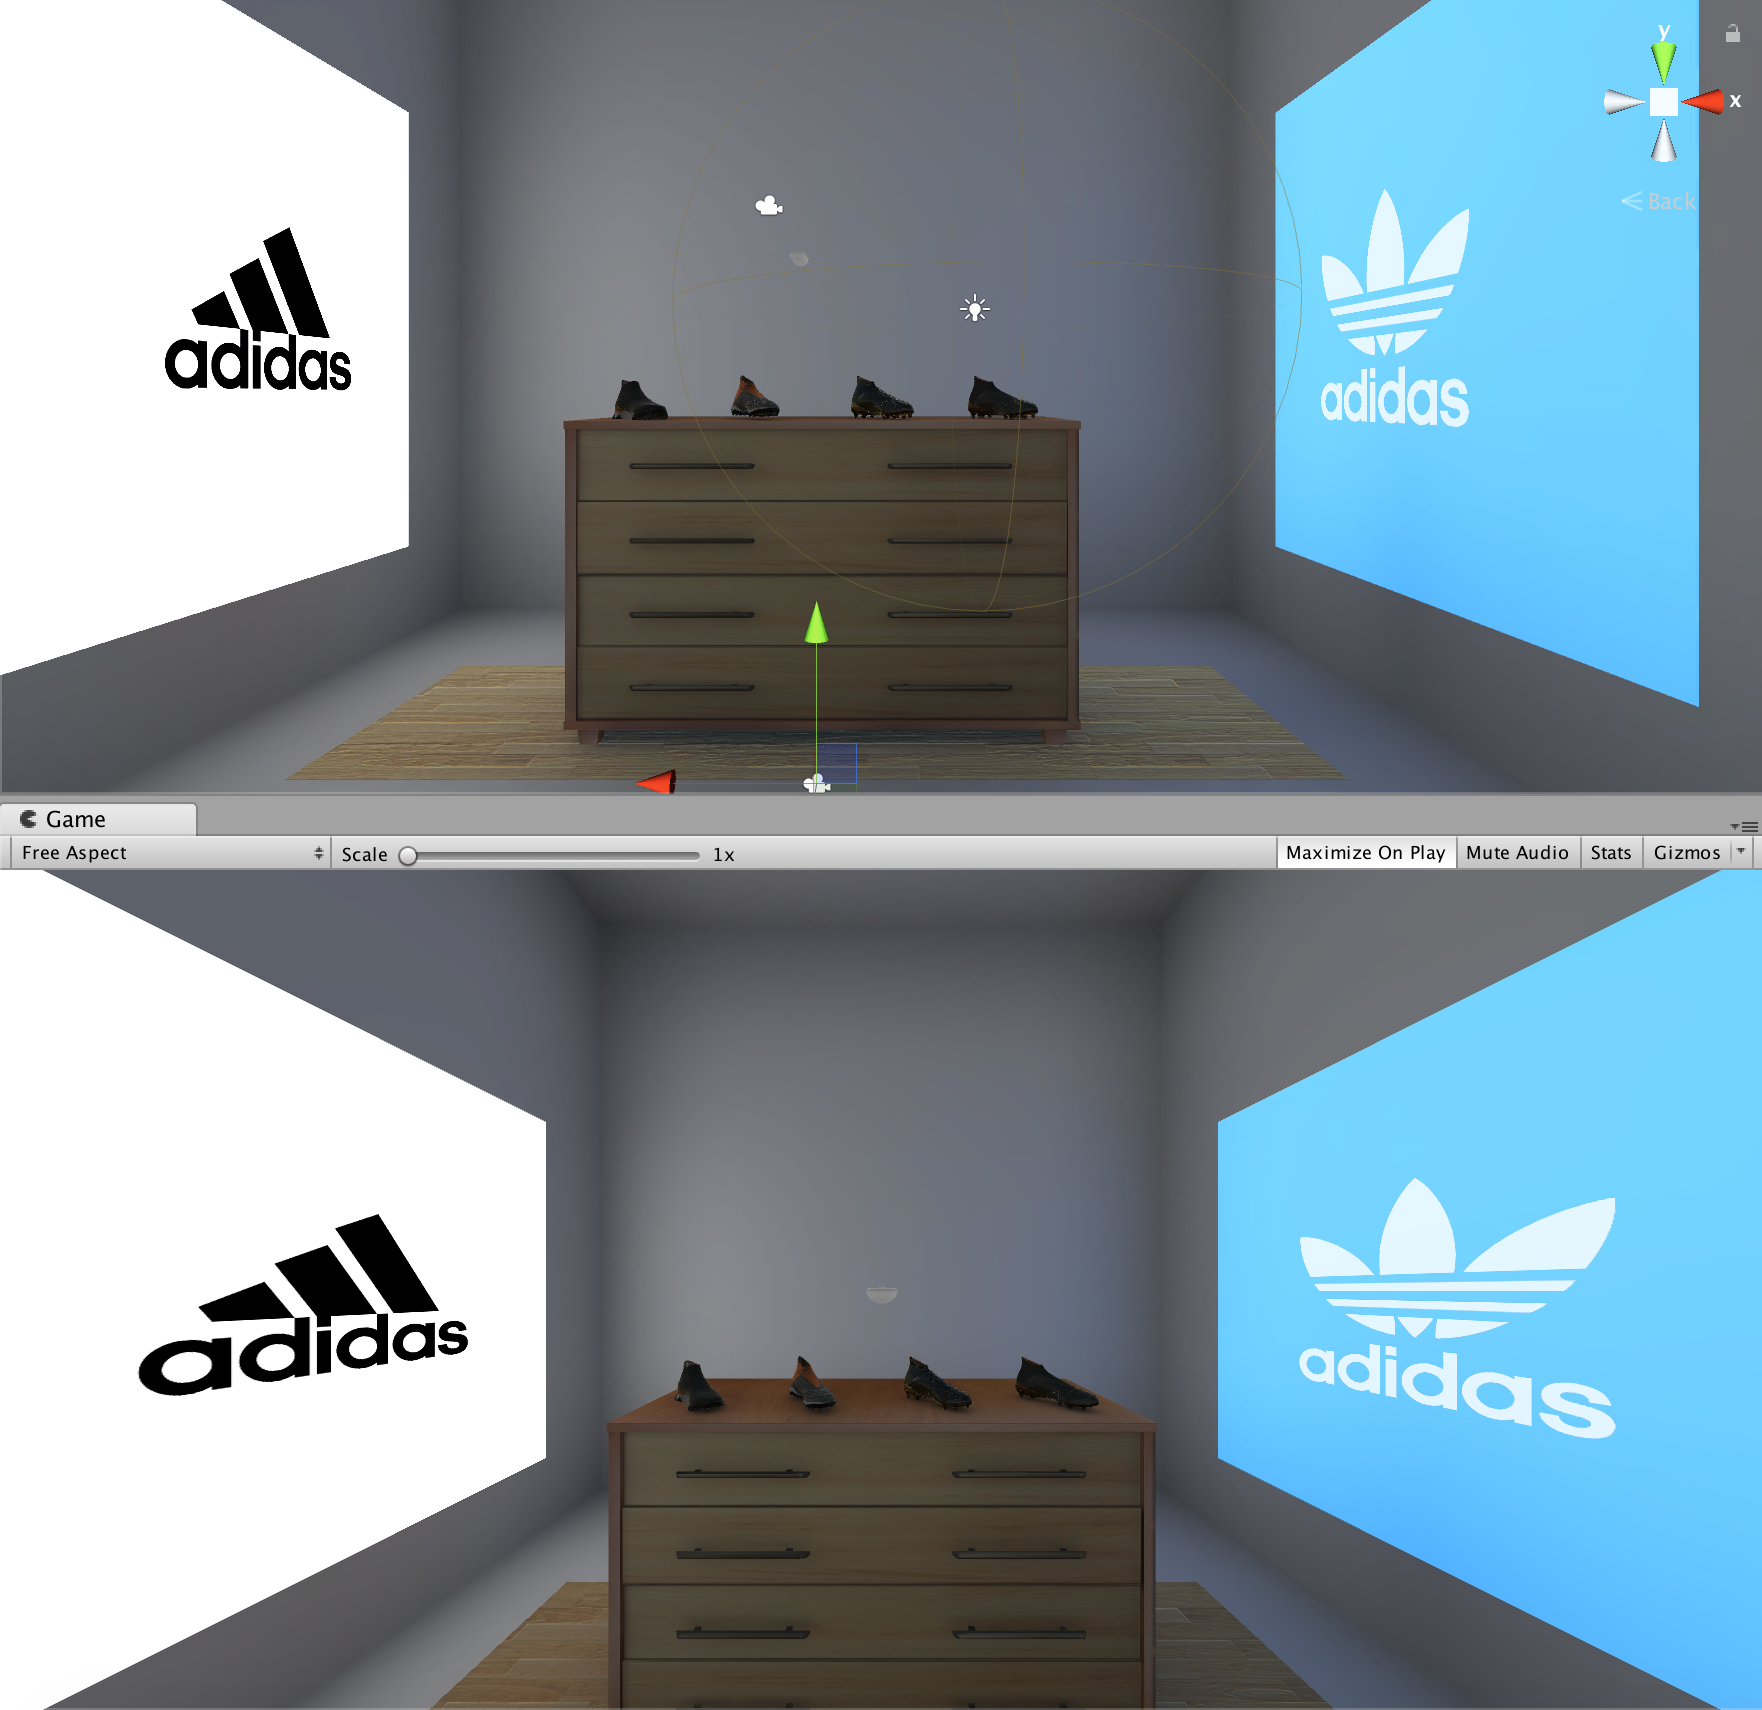 y
x
Back
adidas
adidas
Game
Free Aspect
Scale
1x
Maximize On Play
Mute Audio
Stats
Gizmos
adidas
adidas